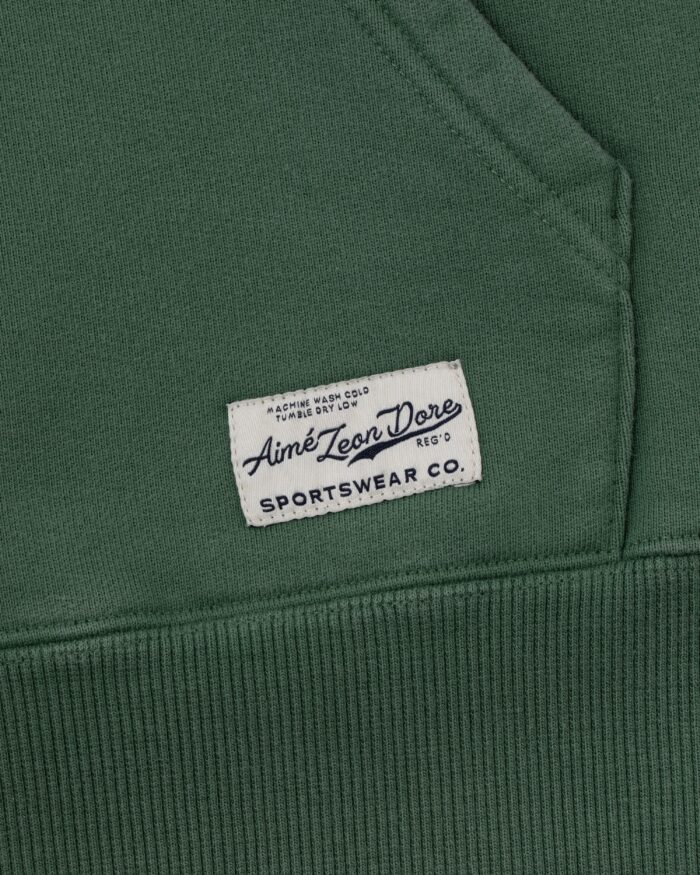 MACHINE WASH COLD
TUMBLE DRY LOW
Aimé Leon Dore
REG'D
SPORTSWEAR CO.